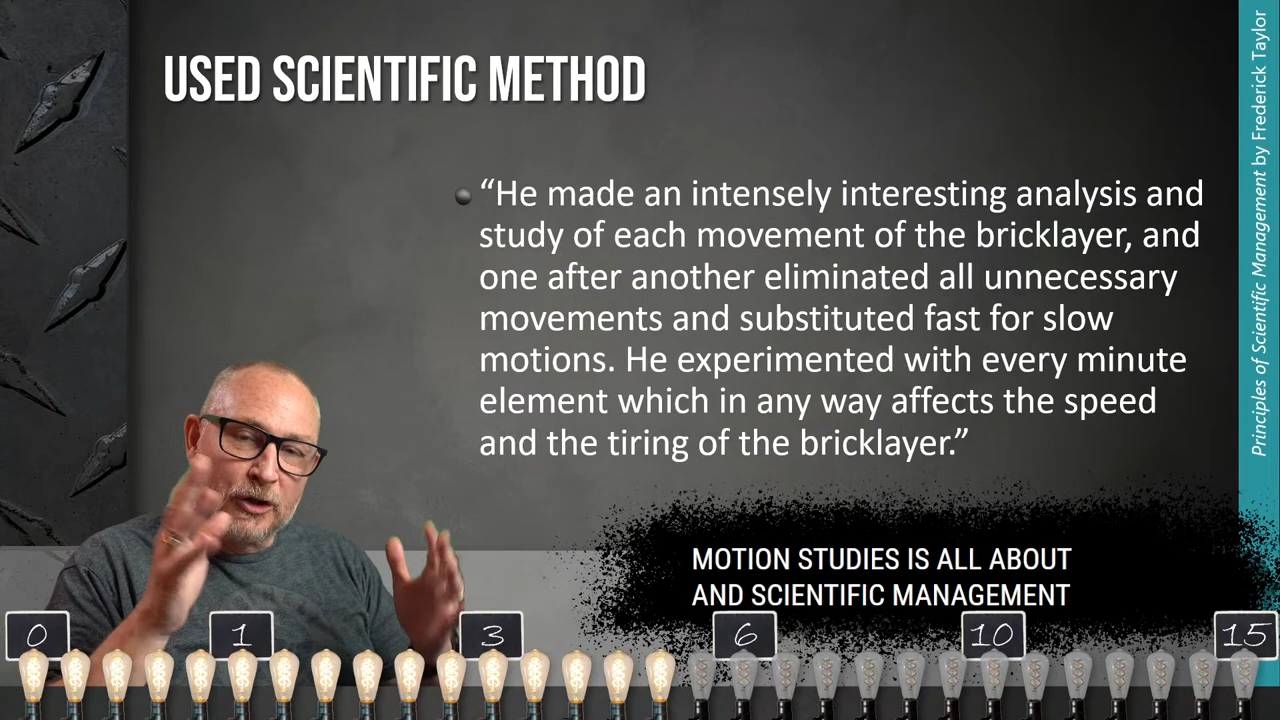 USED SCIENTIFIC METHOD
“He made an intensely interesting analysis and
study of each movement of the bricklayer, and
one after another eliminated all unnecessary
movements and substituted fast for slow
motions. He experimented with every minute
element which in any way affects the speed
and the tiring of the bricklayer.”
Principles of Scientific Management by Frederick Taylor
MOTION STUDIES IS ALL ABOUT
AND SCIENTIFIC MANAGEMENT
0
1
3
6
10
15